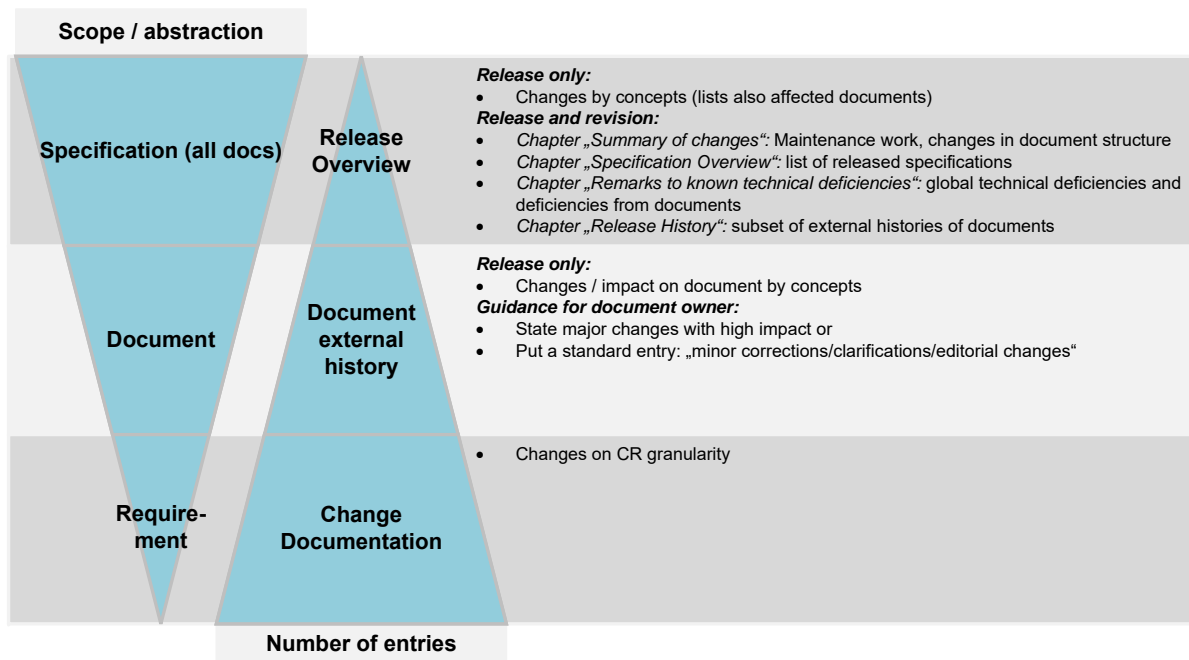 Scope / abstraction
Specification (all docs)
Release
Overview
Release only:
• Changes by concepts (lists also affected documents)
Release and revision:
• Chapter „Summary of changes“: Maintenance work, changes in document structure
• Chapter „Specification Overview“: list of released specifications
• Chapter „Remarks to known technical deficiencies“: global technical deficiencies and
deficiencies from documents
• Chapter „Release History“: subset of external histories of documents
Document
Document
external
history
Release only:
• Changes / impact on document by concepts
Guidance for document owner:
• State major changes with high impact or
• Put a standard entry: „minor corrections/clarifications/editorial changes“
Require-
ment
Change
Documentation
• Changes on CR granularity
Number of entries